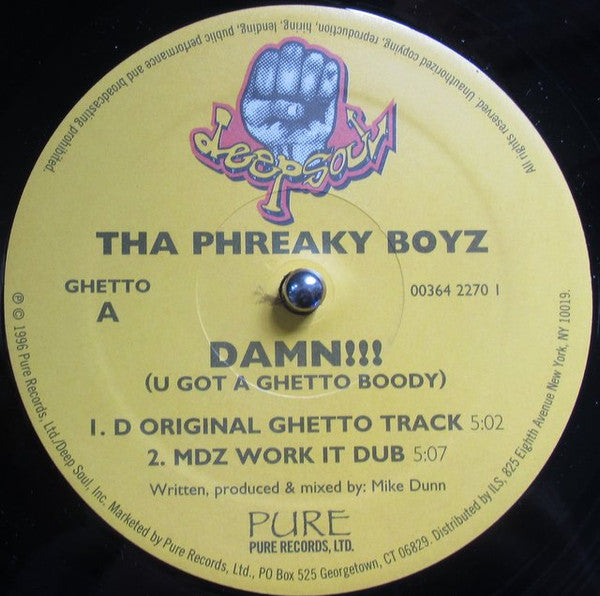 All rights reserved. Unauthorized copying, reproduction, hiring, lending, public performance and broadcasting prohibited.
DEEP SOUL
THA PHREAKY BOYZ
GHETTO
A
00364 2270 1
DAMN!!!
(U GOT A GHETTO BOODY)
1. D ORIGINAL GHETTO TRACK 5:02
2. MDZ WORK IT DUB 5:07
Written, produced & mixed by: Mike Dunn
PURE
PURE RECORDS, LTD.
℗ © 1996 Pure Records, Ltd./Deep Soul, Inc. Marketed by Pure Records, Ltd., PO Box 525 Georgetown, CT 06829. Distributed by ILS, 825 Eighth Avenue New York, NY 10019.